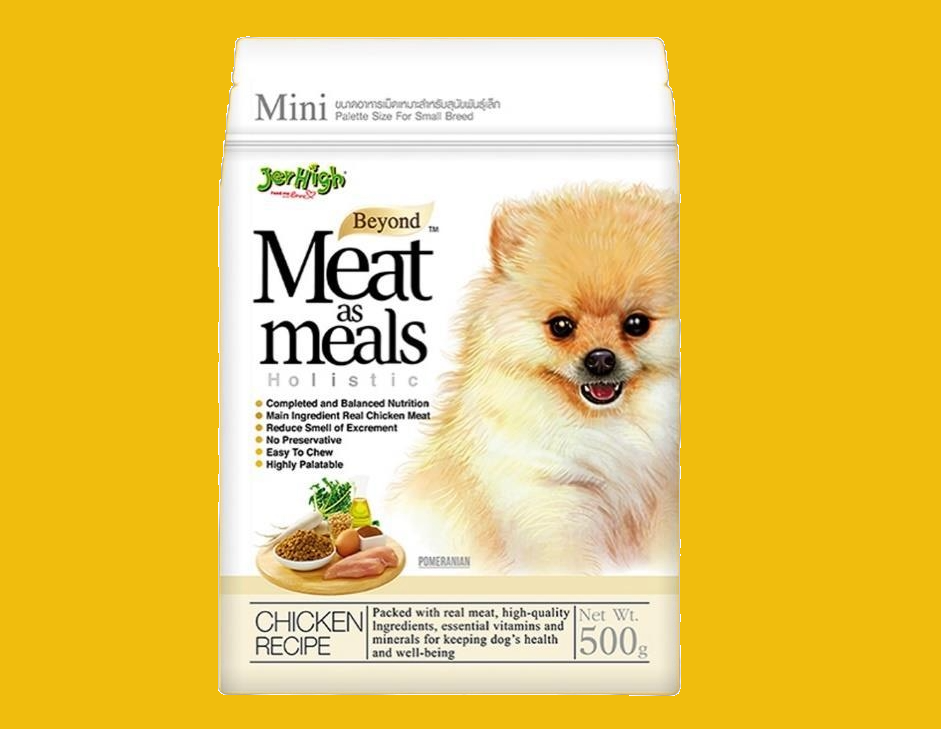 Mini ขนาดอาหารเม็ดเหมาะสำหรับสุนัขพันธุ์เล็ก
Palette Size For Small Breed
JerHigh
Beyond TM
Meat
as
meals
Holistic
Completed and Balanced Nutrition
Main Ingredient Real Chicken Meat
Reduce Smell of Excrement
No Preservative
Easy To Chew
Highly Palatable
POMERANIAN
CHICKEN
RECIPE
Packed with real meat, high-quality
Ingredients, essential vitamins and
minerals for keeping dog's health
and well-being
Net Wt.
500g